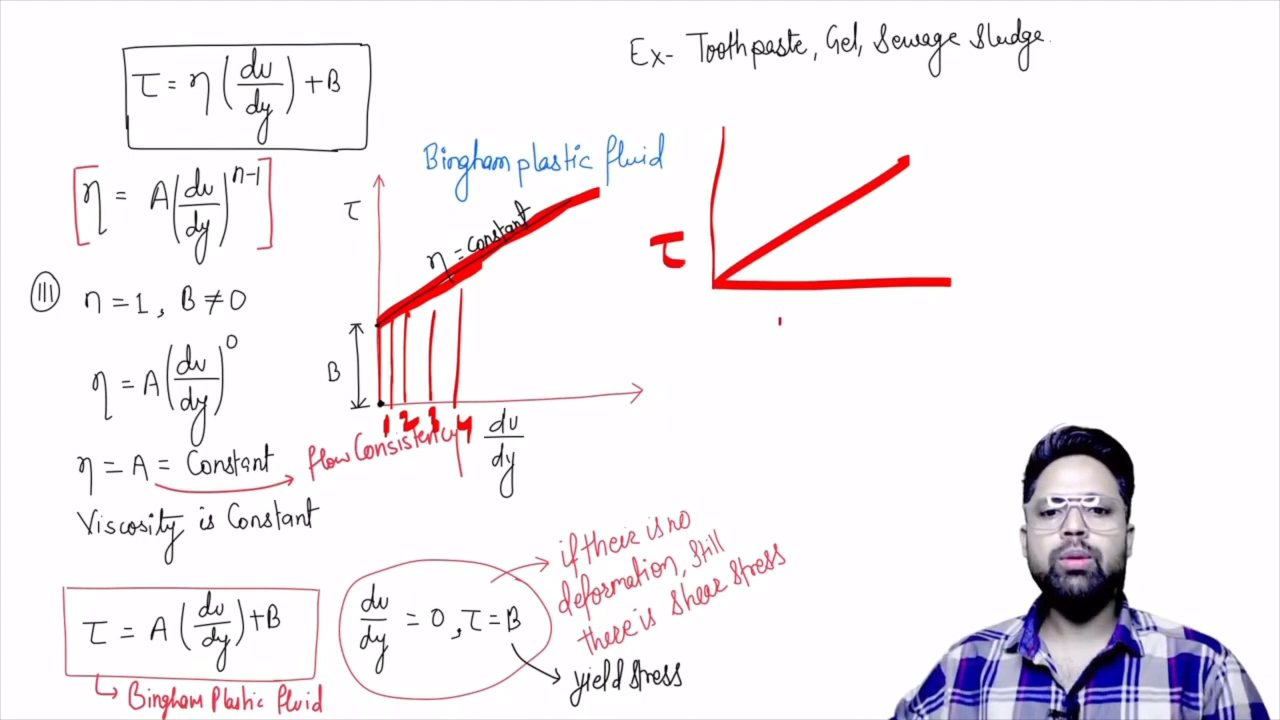 Ex- Toothpaste, Gel, Sewage Sludge.
τ = η (du/dy) + B
[η = A(du/dy)^n-1]
Bingham plastic fluid
τ
η = constant
τ
III
n = 1, B ≠ 0
B
η = A(du/dy)^0
1 2 3 4
du/dy
flow Consistency
η = A = Constant
Viscosity is Constant
if there is no
deformation, still
there is shear stress
τ = A (du/dy) + B
du/dy = 0, τ = B
yield stress
Bingham Plastic fluid